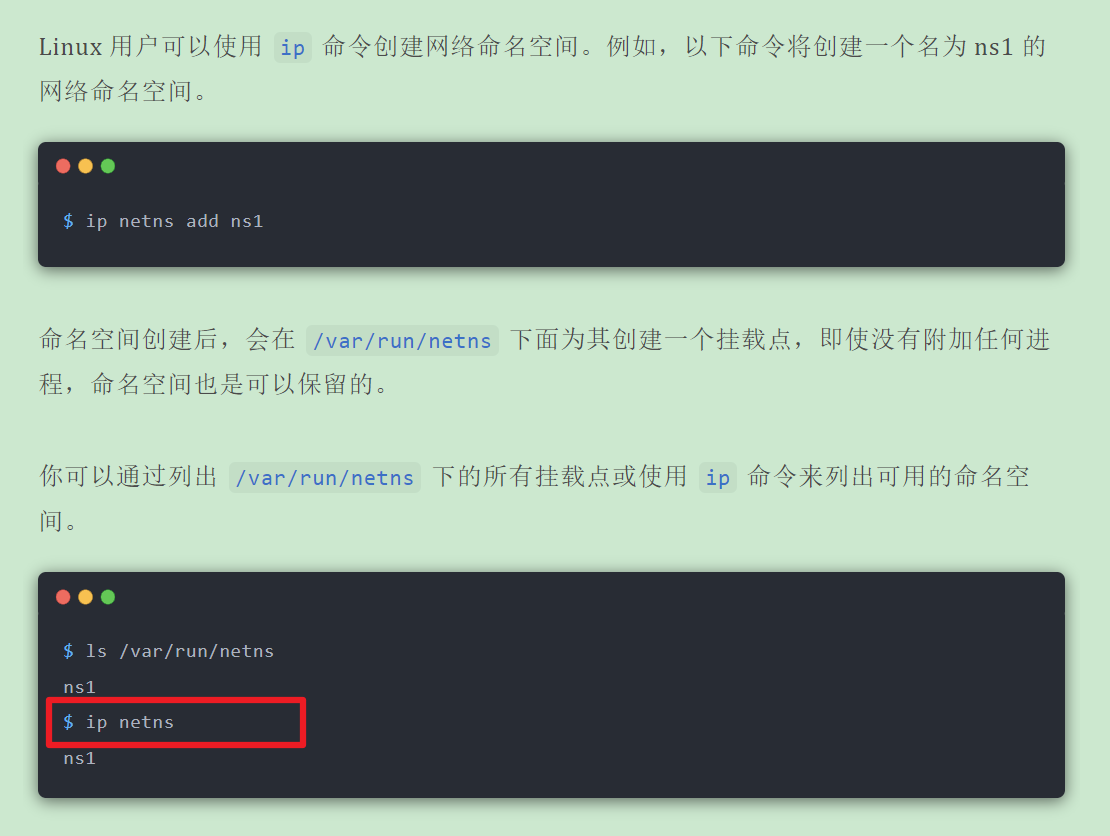 Linux 用户可以使用 ip 命令创建网络命名空间。例如，以下命令将创建一个名为 ns1 的
网络命名空间。
$ ip netns add ns1
命名空间创建后，会在 /var/run/netns 下面为其创建一个挂载点，即使没有附加任何进
程，命名空间也是可以保留的。
你可以通过列出 /var/run/netns 下的所有挂载点或使用 ip 命令来列出可用的命名空
间。
$ ls /var/run/netns
ns1
$ ip netns
ns1